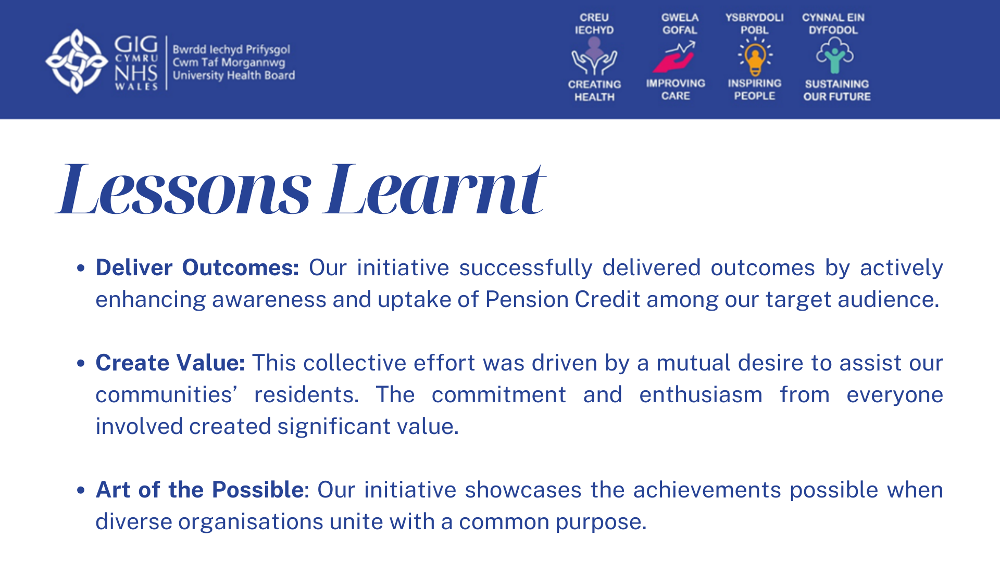 GIG
CYMRU
NHS
WALES
Bwrdd Iechyd Prifysgol
Cwm Taf Morgannwg
University Health Board
CREU
IECHYD
CREATING
HEALTH
GWELA
GOFAL
IMPROVING
CARE
YSBRYDOLI
POBL
INSPIRING
PEOPLE
CYNNAL EIN
DYFODOL
SUSTAINING
OUR FUTURE
Lessons Learnt
• Deliver Outcomes: Our initiative successfully delivered outcomes by actively
enhancing awareness and uptake of Pension Credit among our target audience.
• Create Value: This collective effort was driven by a mutual desire to assist our
communities’ residents. The commitment and enthusiasm from everyone
involved created significant value.
• Art of the Possible: Our initiative showcases the achievements possible when
diverse organisations unite with a common purpose.